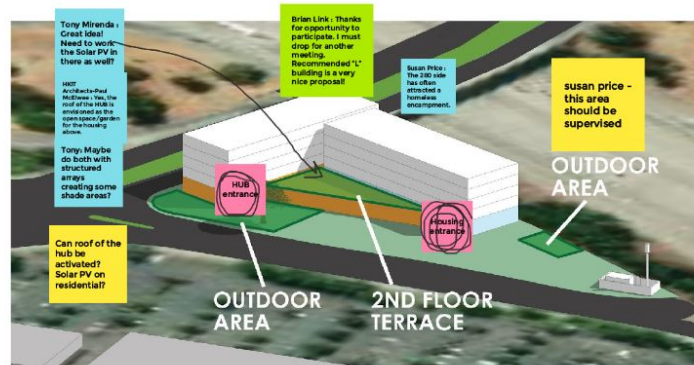 Tony Mirenda :
Great idea!
Need to work
the Solar PV in
there as well?
HKIT
Architects-Paul
McElwee : Yes, the
roof of the HUB is
envisioned as the
open space/garden
for the housing
above.
Tony: Maybe
do both with
structured
arrays
creating some
shade areas?
Can roof of the
hub be
activated?
Solar PV on
residential?
Brian Link : Thanks
for opportunity to
participate. I must
drop for another
meeting.
Recommended "L"
building is a very
nice proposal!
Susan Price :
The 280 side
has often
attracted a
homeless
encampment.
susan price -
this area
should be
supervised
OUTDOOR
AREA
HUB
entrance
Housing
entrance
OUTDOOR
AREA
2ND FLOOR
TERRACE